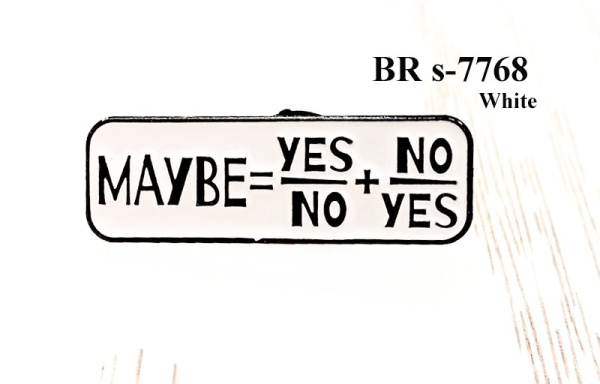 BR s-7768
White
MAYBE = YES/NO + NO/YES